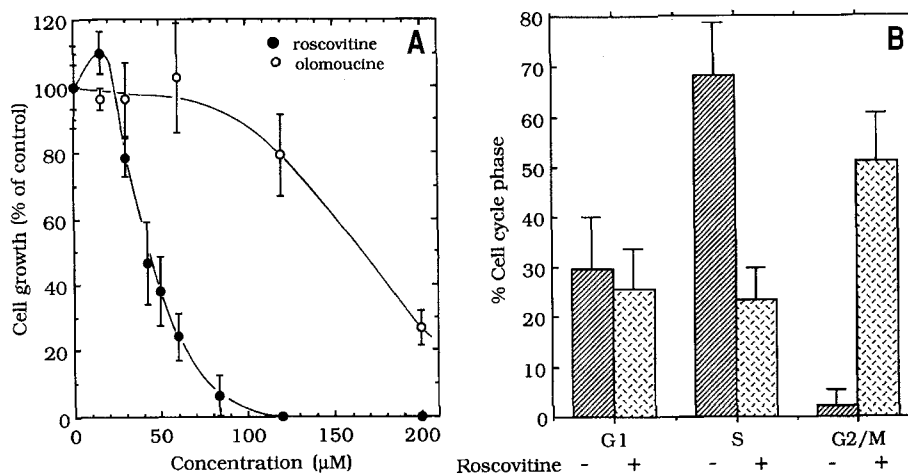 A
● roscovitine
○ olomoucine
Cell growth (% of control)
120
100
80
60
40
20
0
0 50 100 150 200
Concentration (µM)
B
% Cell cycle phase
80
70
60
50
40
30
20
10
0
G1 S G2/M
Roscovitine - + - + - +